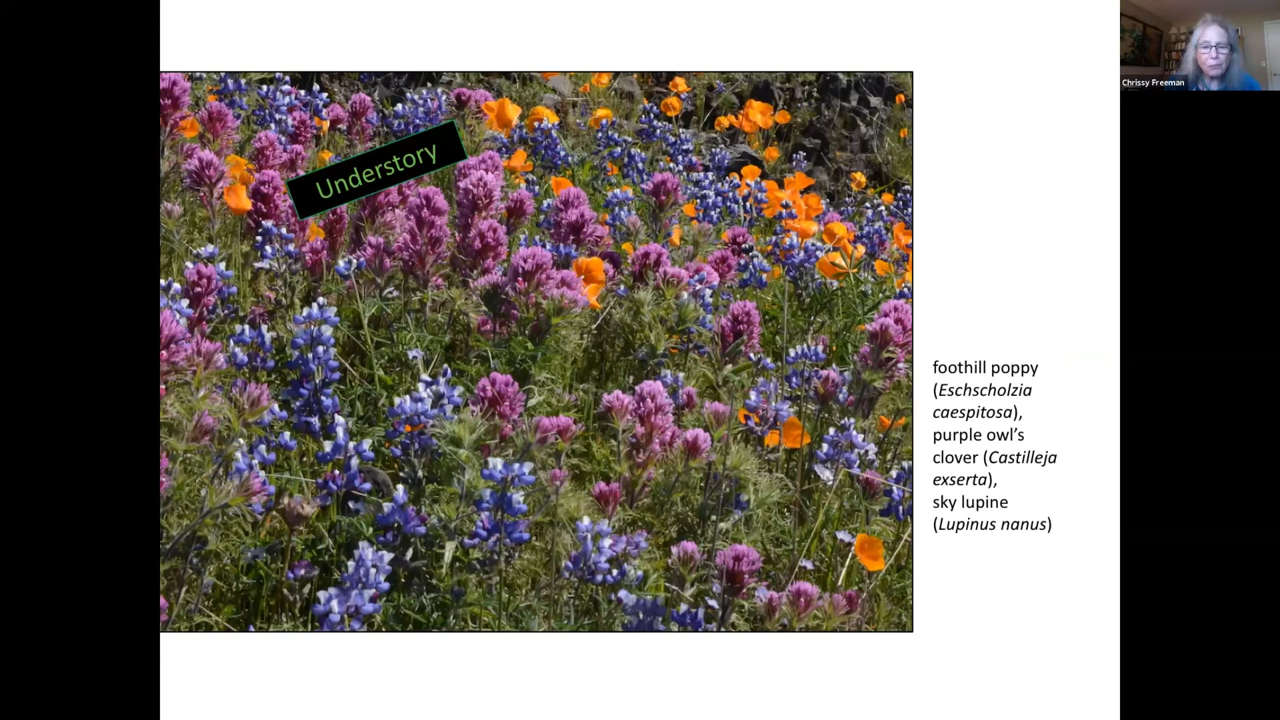 Understory
Chrissy Freeman
foothill poppy
(Eschscholzia
caespitosa),
purple owl’s
clover (Castilleja
exserta),
sky lupine
(Lupinus nanus)